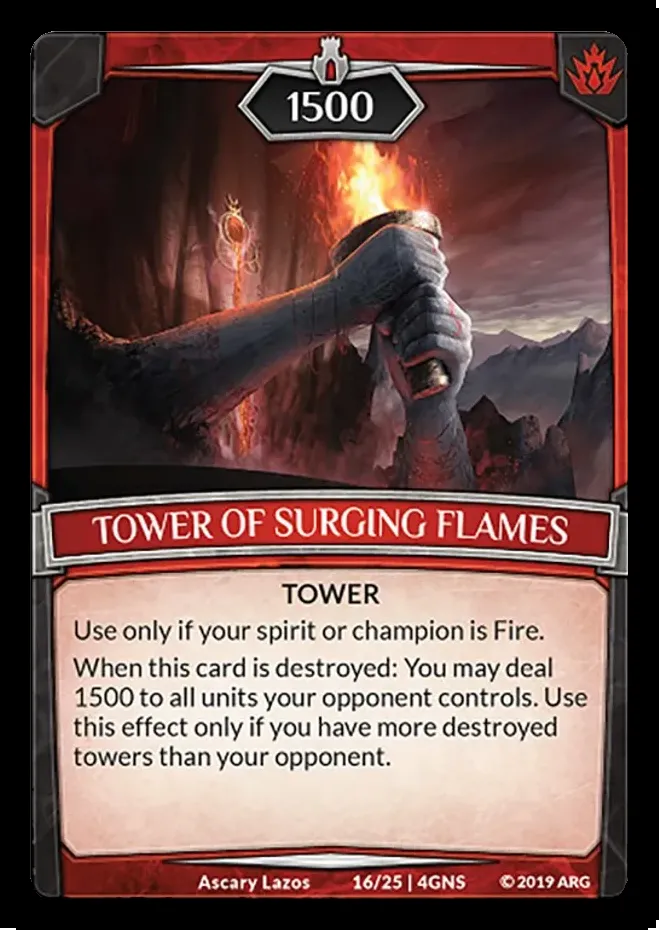 1500
TOWER OF SURGING FLAMES
TOWER
Use only if your spirit or champion is Fire.
When this card is destroyed: You may deal
1500 to all units your opponent controls. Use
this effect only if you have more destroyed
towers than your opponent.
Ascary Lazos 16/25 | 4GNS © 2019 ARG